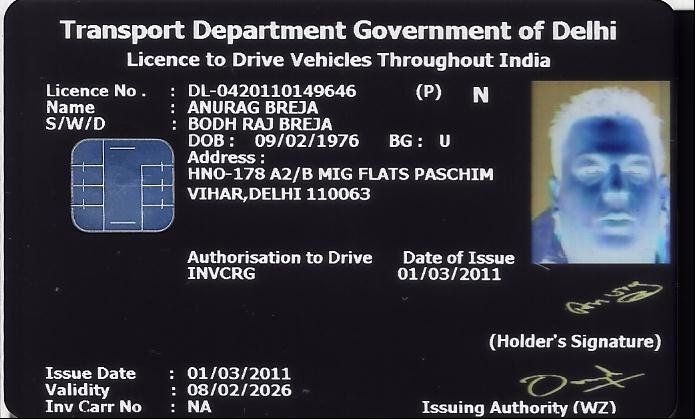 Transport Department Government of Delhi
Licence to Drive Vehicles Throughout India
Licence No. : DL-0420110149646 (P) N
Name : ANURAG BREJA
S/W/D : BODH RAJ BREJA
DOB : 09/02/1976 BG : U
Address :
HNO-178 A2/B MIG FLATS PASCHIM
VIHAR,DELHI 110063
Authorisation to Drive Date of Issue
INVCRG 01/03/2011
Anurag
(Holder's Signature)
Issue Date : 01/03/2011
Validity : 08/02/2026
Inv Carr No : NA
Issuing Authority (WZ)